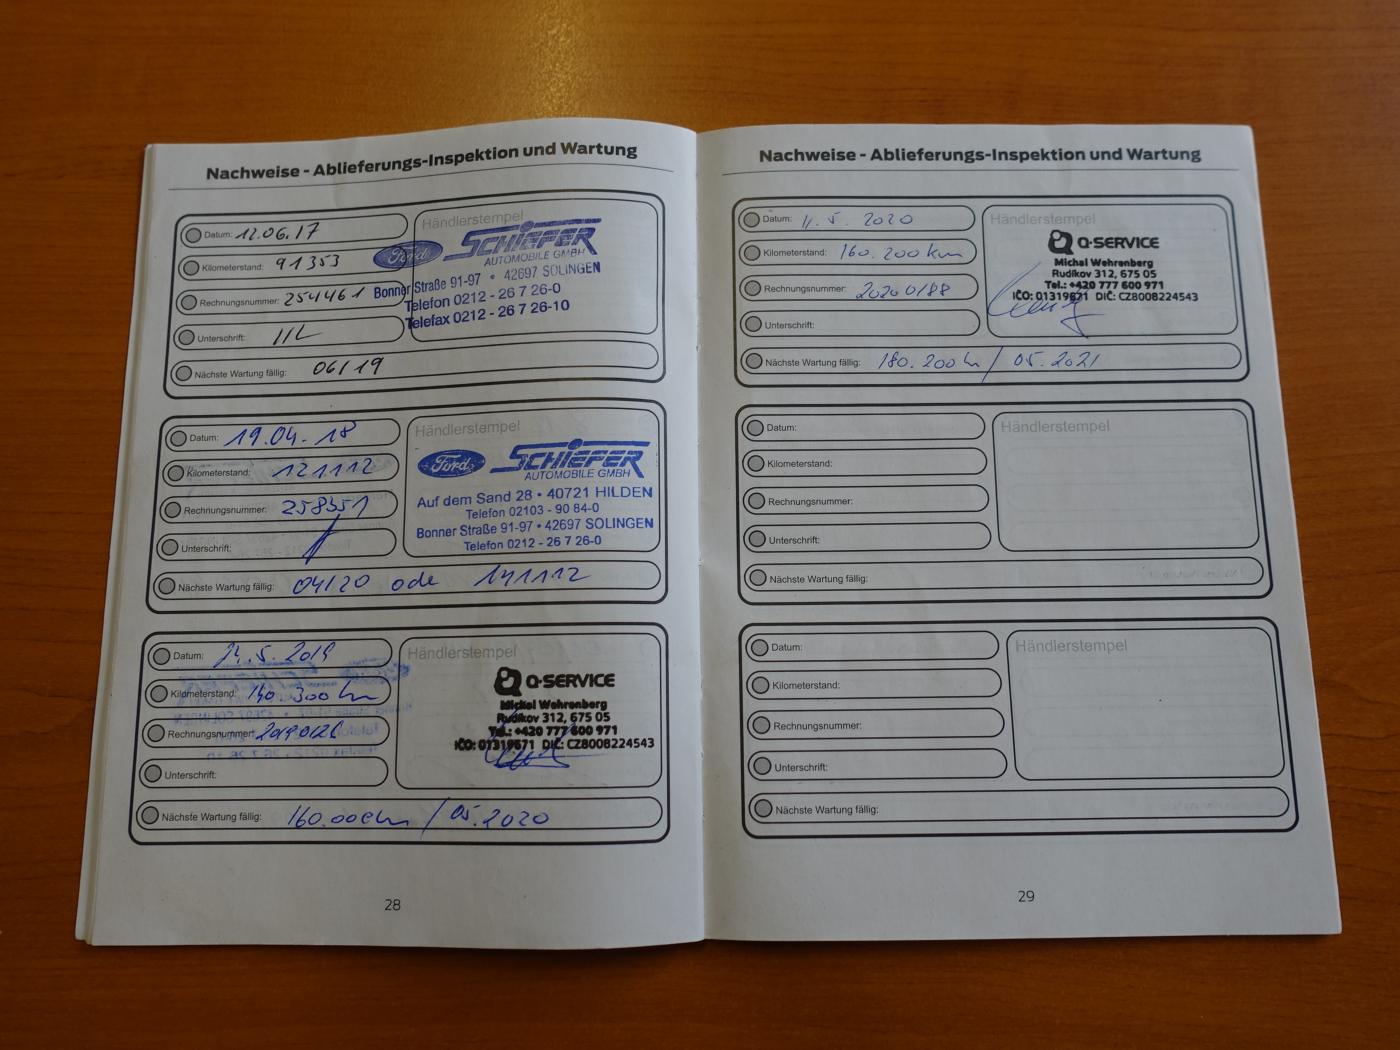 Nachweise - Ablieferungs-Inspektion und Wartung
Datum: 12.06.17
Kilometerstand: 91353
Rechnungsnummer: 254461
Unterschrift:
Nächste Wartung fällig: 06/19
Händlerstempel
Ford SCHIEFER
AUTOMOBILE GMBH
Bonner Straße 91-97 • 42697 SOLINGEN
Telefon 0212 - 26 7 26-0
Telefax 0212 - 26 7 26-10
Datum: 19.04.18
Kilometerstand: 121112
Rechnungsnummer: 258351
Unterschrift:
Nächste Wartung fällig: 04/20 ode 141112
Händlerstempel
Ford SCHIEFER
AUTOMOBILE GMBH
Auf dem Sand 28 • 40721 HILDEN
Telefon 02103 - 90 84-0
Bonner Straße 91-97 • 42697 SOLINGEN
Telefon 0212 - 26 7 26-0
Datum: 5. 2019
Kilometerstand: 140.300 km
Rechnungsnummer:
Unterschrift:
Nächste Wartung fällig: 160.000km / 05.2020
Händlerstempel
Q-SERVICE
Michal Wehrenberg
Rudíkov 312, 675 05
Tel.: +420 777 600 971
IČO: 01319671 DIČ: CZ8008224543
28
Nachweise - Ablieferungs-Inspektion und Wartung
Datum: 11. 5. 2020
Kilometerstand: 160.200 km
Rechnungsnummer: 20200188
Unterschrift:
Nächste Wartung fällig: 180.200km / 05.2021
Händlerstempel
Q-SERVICE
Michal Wehrenberg
Rudíkov 312, 675 05
Tel.: +420 777 600 971
IČO: 01319671 DIČ: CZ8008224543
Datum:
Kilometerstand:
Rechnungsnummer:
Unterschrift:
Nächste Wartung fällig:
Händlerstempel
Datum:
Kilometerstand:
Rechnungsnummer:
Unterschrift:
Nächste Wartung fällig:
Händlerstempel
29